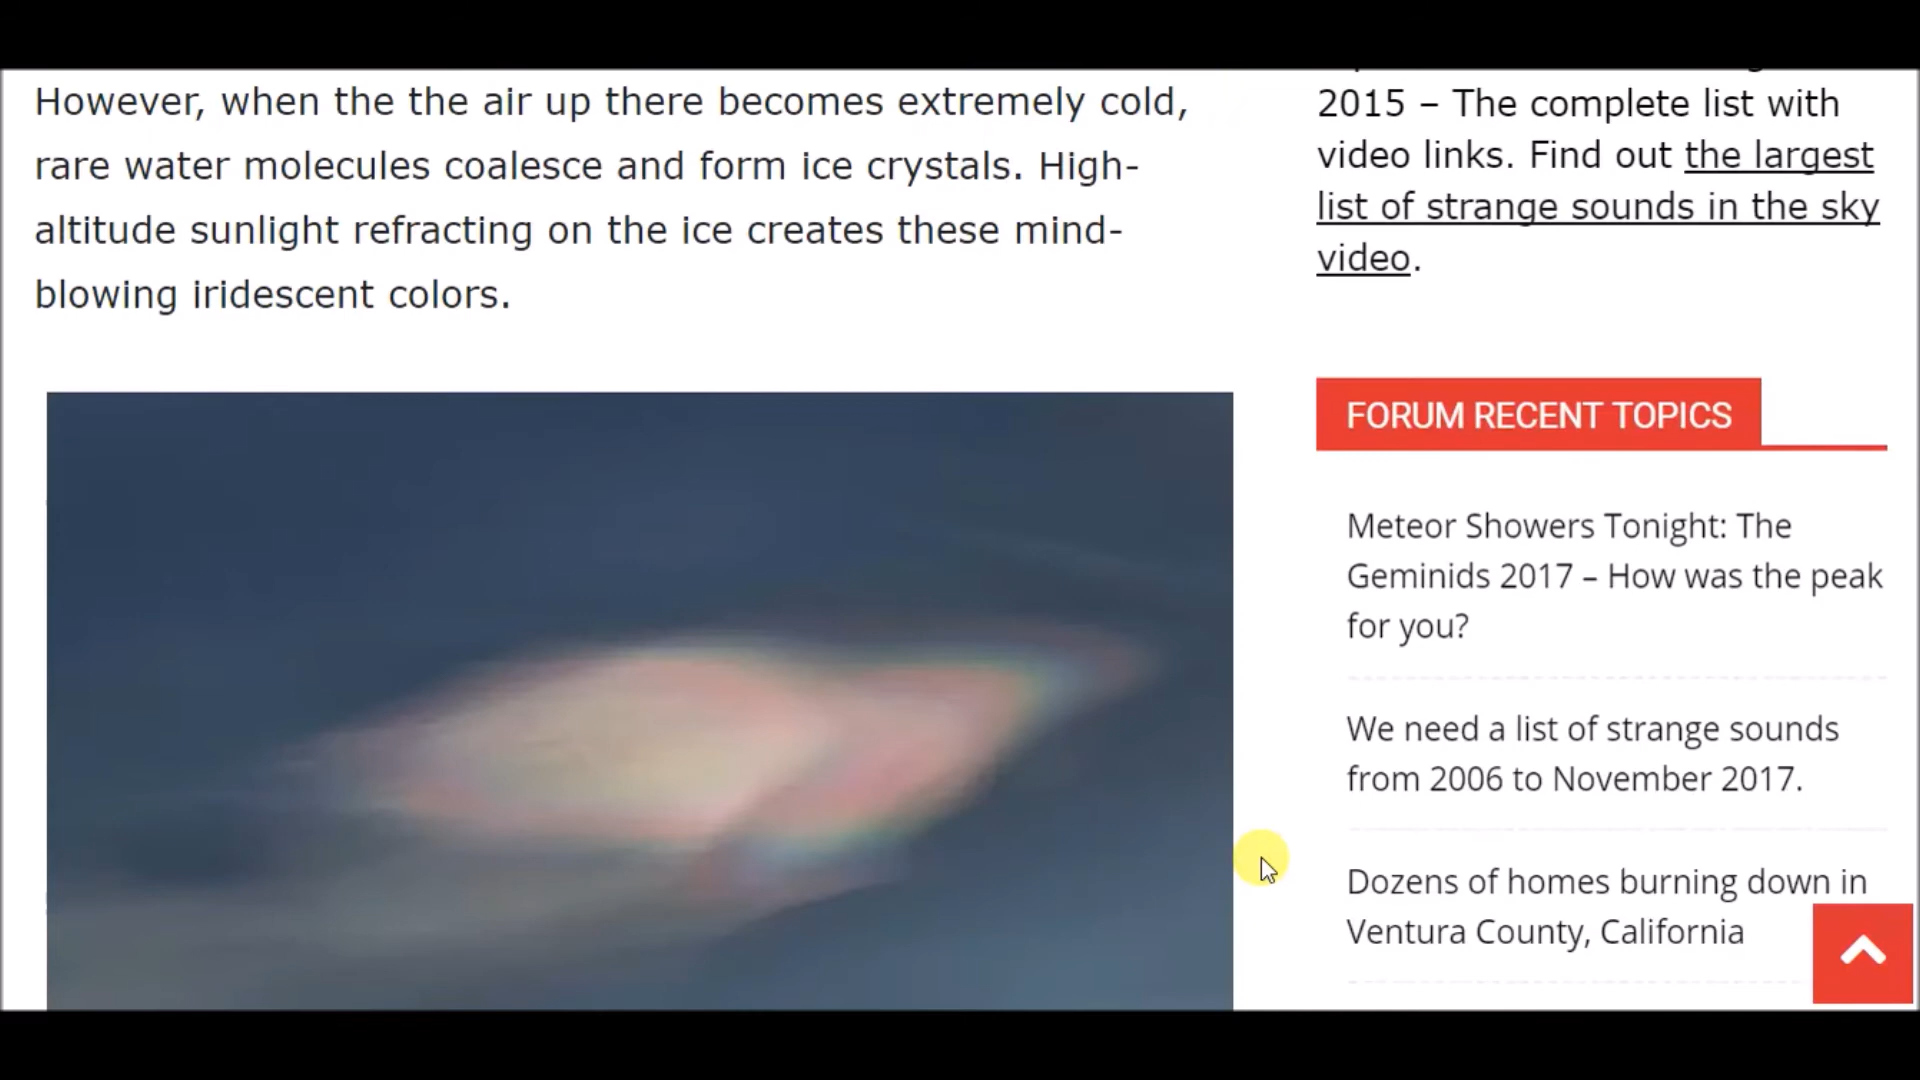 However, when the the air up there becomes extremely cold,
rare water molecules coalesce and form ice crystals. High-
altitude sunlight refracting on the ice creates these mind-
blowing iridescent colors.
2015 – The complete list with
video links. Find out the largest
list of strange sounds in the sky
video.
FORUM RECENT TOPICS
Meteor Showers Tonight: The
Geminids 2017 – How was the peak
for you?
We need a list of strange sounds
from 2006 to November 2017.
Dozens of homes burning down in
Ventura County, California